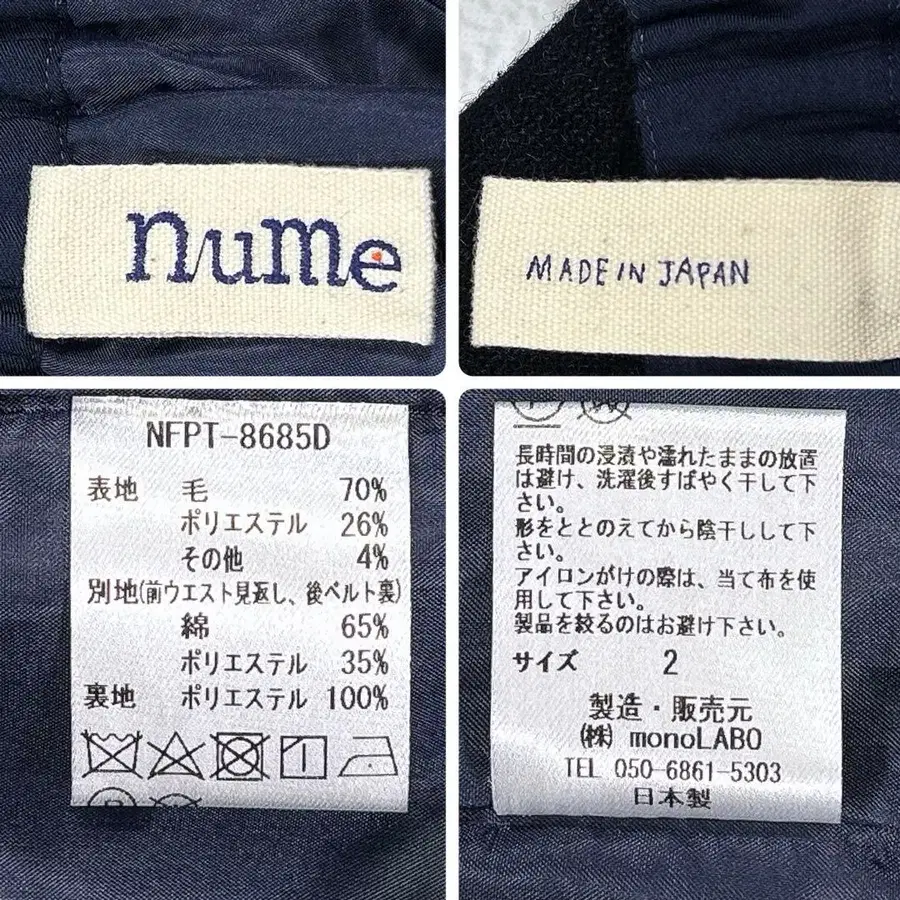 nume
MADE IN JAPAN
NFPT-8685D
表地 毛 70%
ポリエステル 26%
その他 4%
別地(前ウエスト見返し、後ベルト裏)
綿 65%
ポリエステル 35%
裏地 ポリエステル 100%
長時間の浸漬や濡れたままの放置
は避け、洗濯後すばやく干して下
さい。
形をととのえてから陰干しして下
さい。
アイロンがけの際は、当て布を使
用して下さい。
製品を絞るのはお避け下さい。
サイズ 2
製造・販売元
㈱ monoLABO
TEL 050-6861-5303
日本製